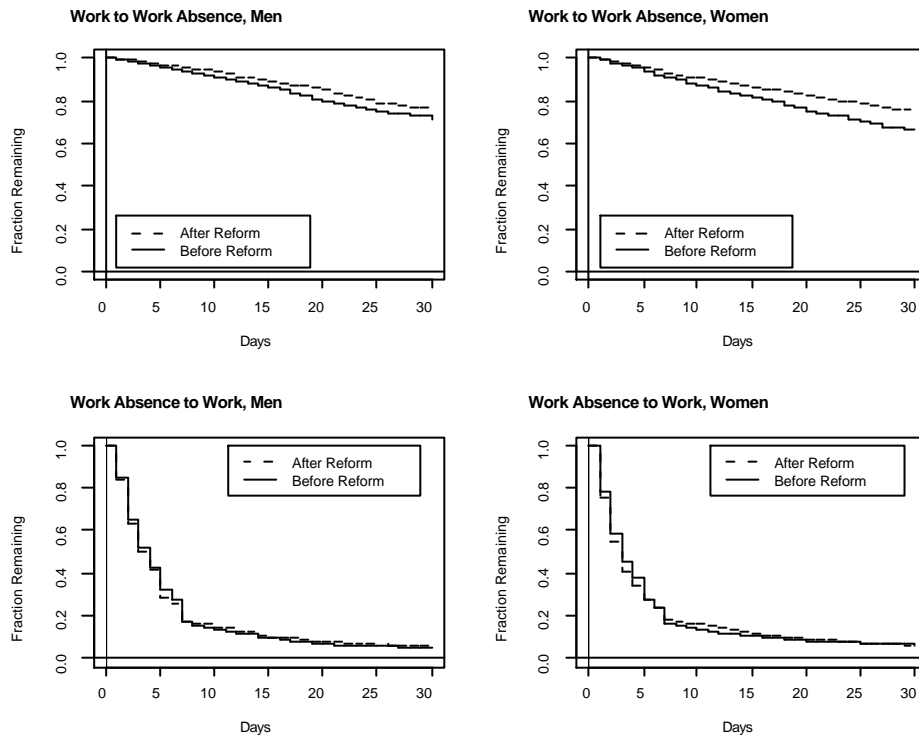 Work to Work Absence, Men
Fraction Remaining
1.0
0.8
0.6
0.4
0.2
0.0
After Reform
Before Reform
0 5 10 15 20 25 30
Days
Work to Work Absence, Women
Fraction Remaining
1.0
0.8
0.6
0.4
0.2
0.0
After Reform
Before Reform
0 5 10 15 20 25 30
Days
Work Absence to Work, Men
Fraction Remaining
1.0
0.8
0.6
0.4
0.2
0.0
After Reform
Before Reform
0 5 10 15 20 25 30
Days
Work Absence to Work, Women
Fraction Remaining
1.0
0.8
0.6
0.4
0.2
0.0
After Reform
Before Reform
0 5 10 15 20 25 30
Days